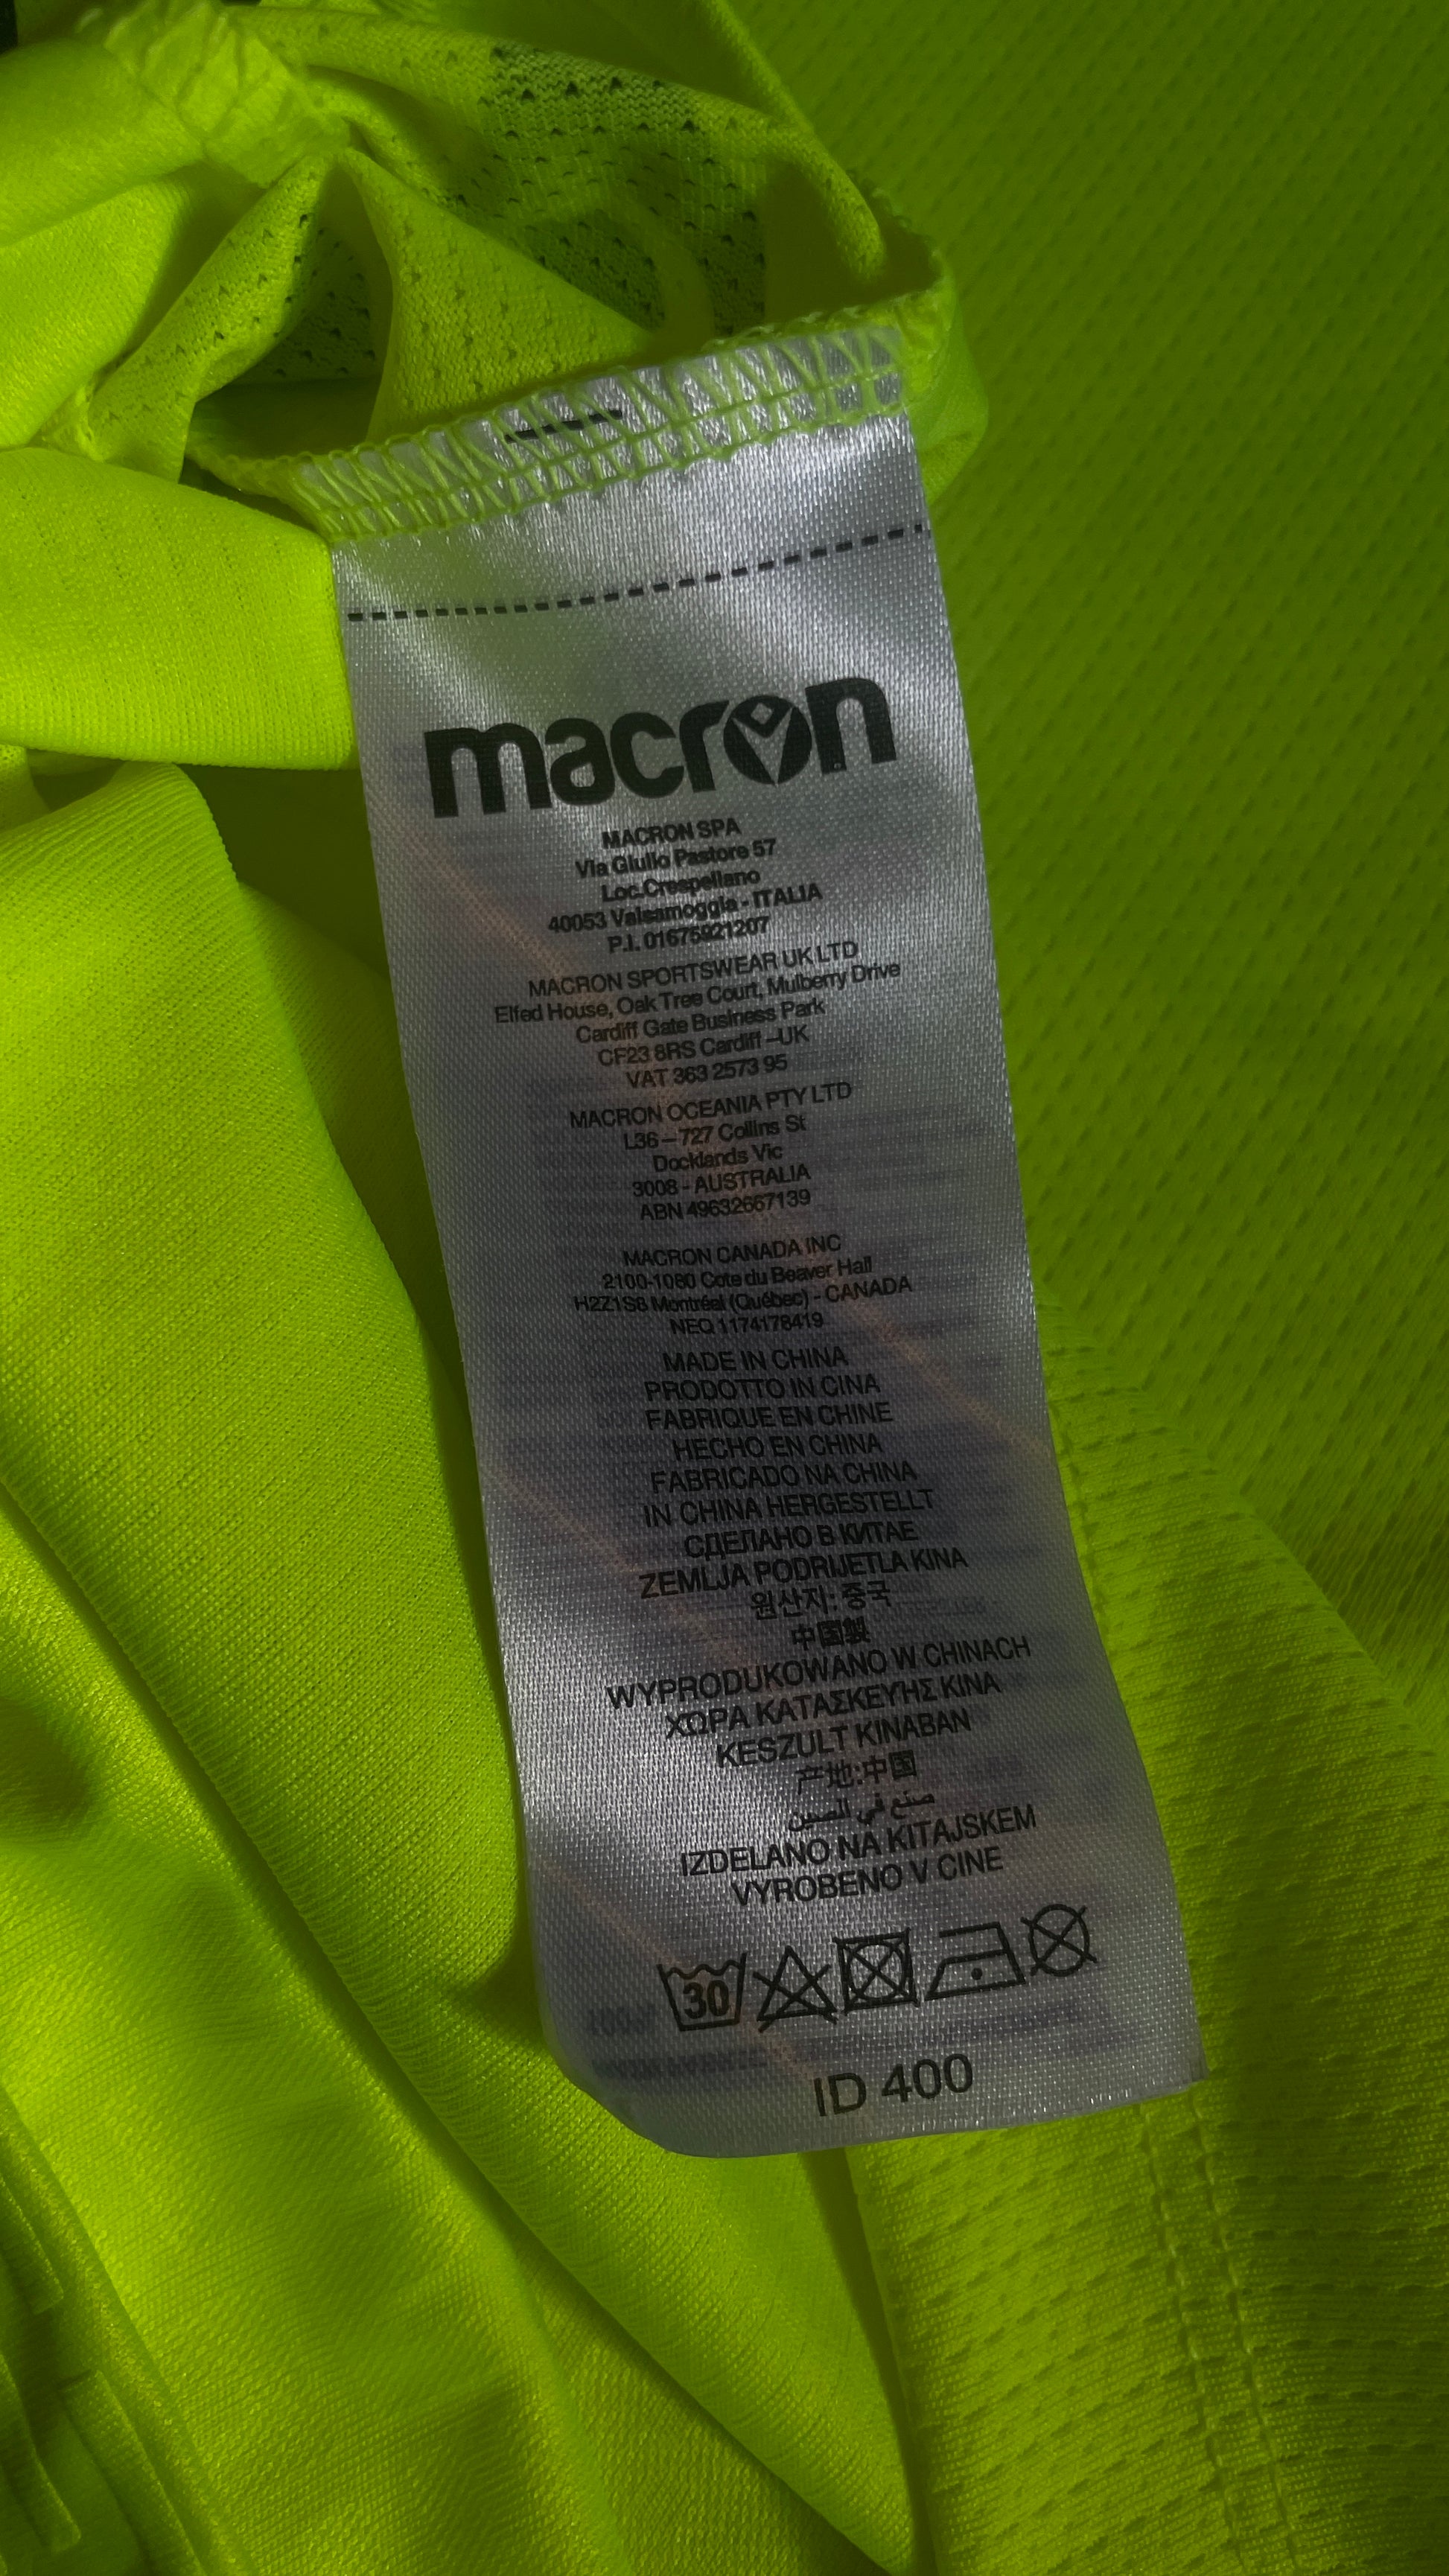 macron
MACRON SPA
Via Giulio Pastore 57
Loc.Crespellano
40053 Valsamoggia - ITALIA
P.I. 01675921207
MACRON SPORTSWEAR UK LTD
Elfed House, Oak Tree Court, Mulberry Drive
Cardiff Gate Business Park
CF23 8RS Cardiff –UK
VAT 363 2573 95
MACRON OCEANIA PTY LTD
L36 – 727 Collins St
Docklands Vic
3008 - AUSTRALIA
ABN 49632667139
MACRON CANADA INC
2100-1080 Cote du Beaver Hall
H2Z1S8 Montréal (Québec) - CANADA
NEQ 1174178419
MADE IN CHINA
PRODOTTO IN CINA
FABRIQUE EN CHINE
HECHO EN CHINA
FABRICADO NA CHINA
IN CHINA HERGESTELLT
СДЕЛАНО В КИТАЕ
ZEMLJA PODRIJETLA KINA
원산지: 중국
中国製
WYPRODUKOWANO W CHINACH
ΧΩΡΑ ΚΑΤΑΣΚΕΥΗΣ ΚΙΝΑ
KESZULT KINABAN
产地:中国
صنع في الصين
IZDELANO NA KITAJSKEM
VYROBENO V CINE
30
ID 400